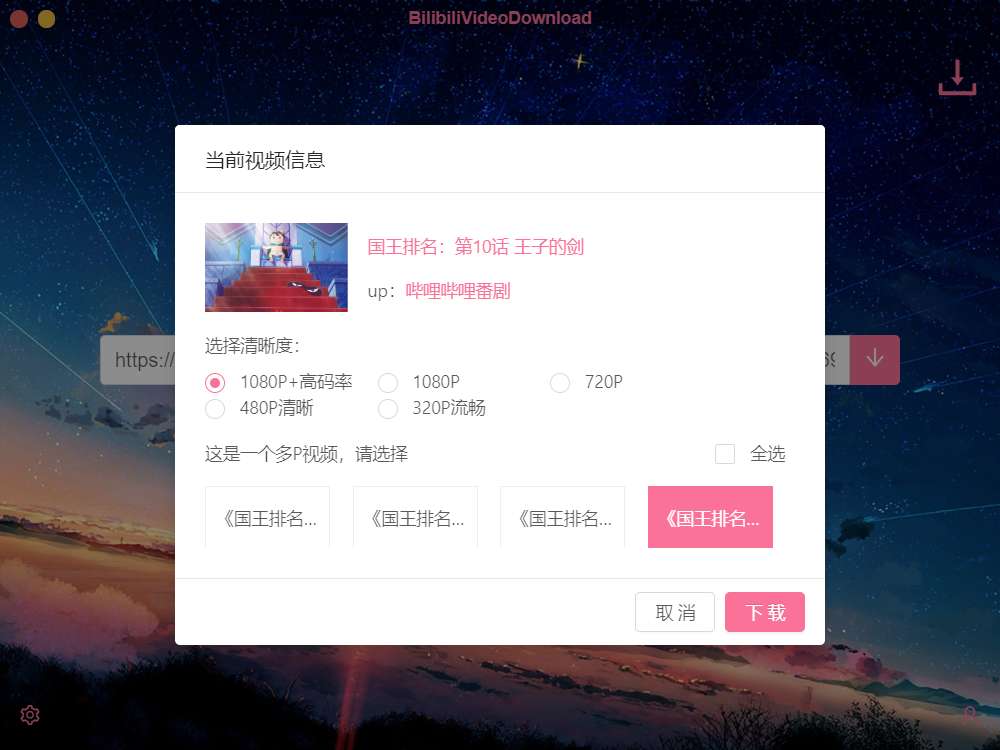 BilibiliVideoDownload
当前视频信息
国王排名：第10话 王子的剑
up：哔哩哔哩番剧
https://
选择清晰度：
1080P+高码率 1080P 720P
480P清晰 320P流畅
这是一个多P视频，请选择 全选
《国王排名... 《国王排名... 《国王排名... 《国王排名...
取 消 下 载